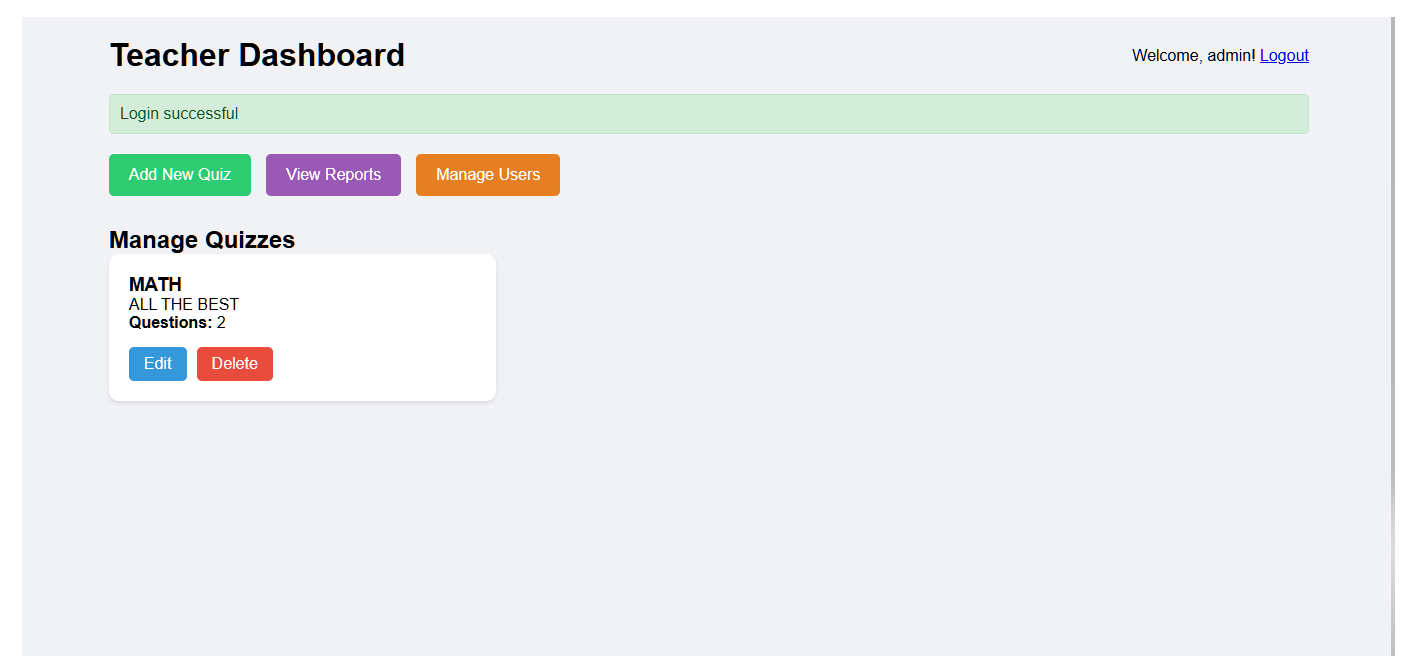 Teacher Dashboard
Welcome, admin! Logout
Login successful
Add New Quiz
View Reports
Manage Users
Manage Quizzes
MATH
ALL THE BEST
Questions: 2
Edit
Delete